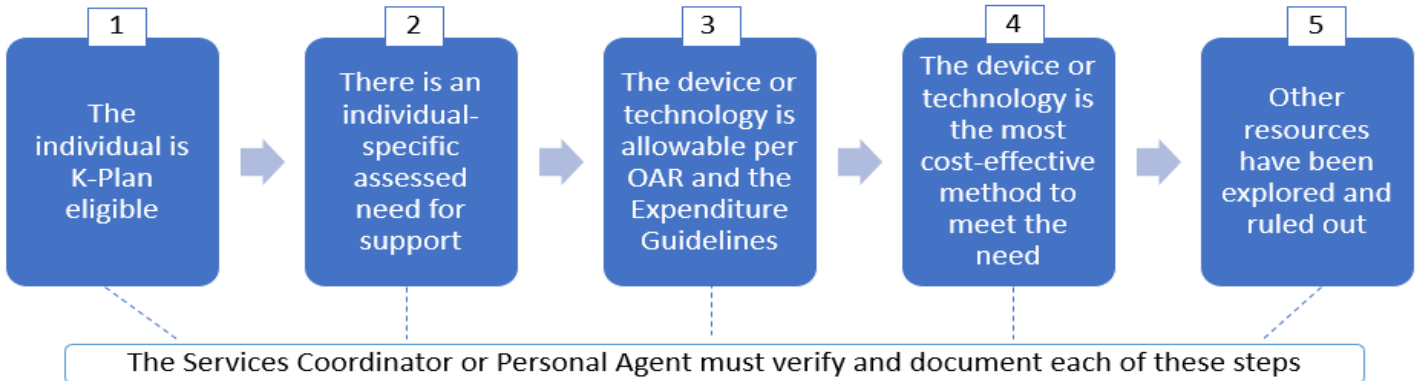 1
The
individual is
K-Plan
eligible
2
There is an
individual-
specific
assessed
need for
support
3
The device or
technology is
allowable per
OAR and the
Expenditure
Guidelines
4
The device or
technology is
the most
cost-effective
method to
meet the
need
5
Other
resources
have been
explored and
ruled out
The Services Coordinator or Personal Agent must verify and document each of these steps